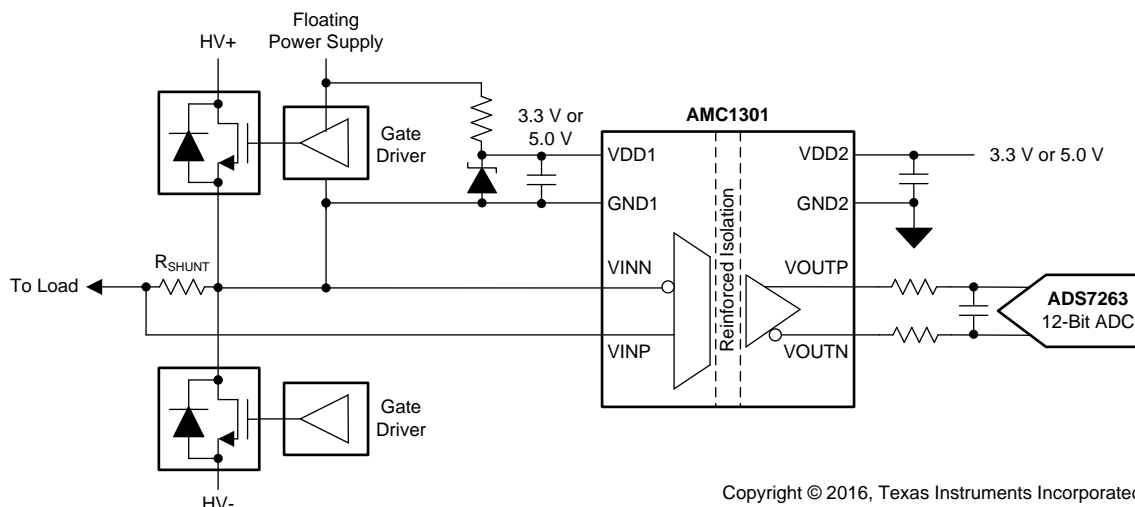 Floating
Power Supply
HV+
Gate
Driver
3.3 V or
5.0 V
AMC1301
VDD1
VDD2
3.3 V or 5.0 V
GND1
GND2
Reinforced Isolation
R_SHUNT
To Load
VINN
VOUTP
ADS7263
12-Bit ADC
VINP
VOUTN
Gate
Driver
HV-
Copyright © 2016, Texas Instruments Incorporated